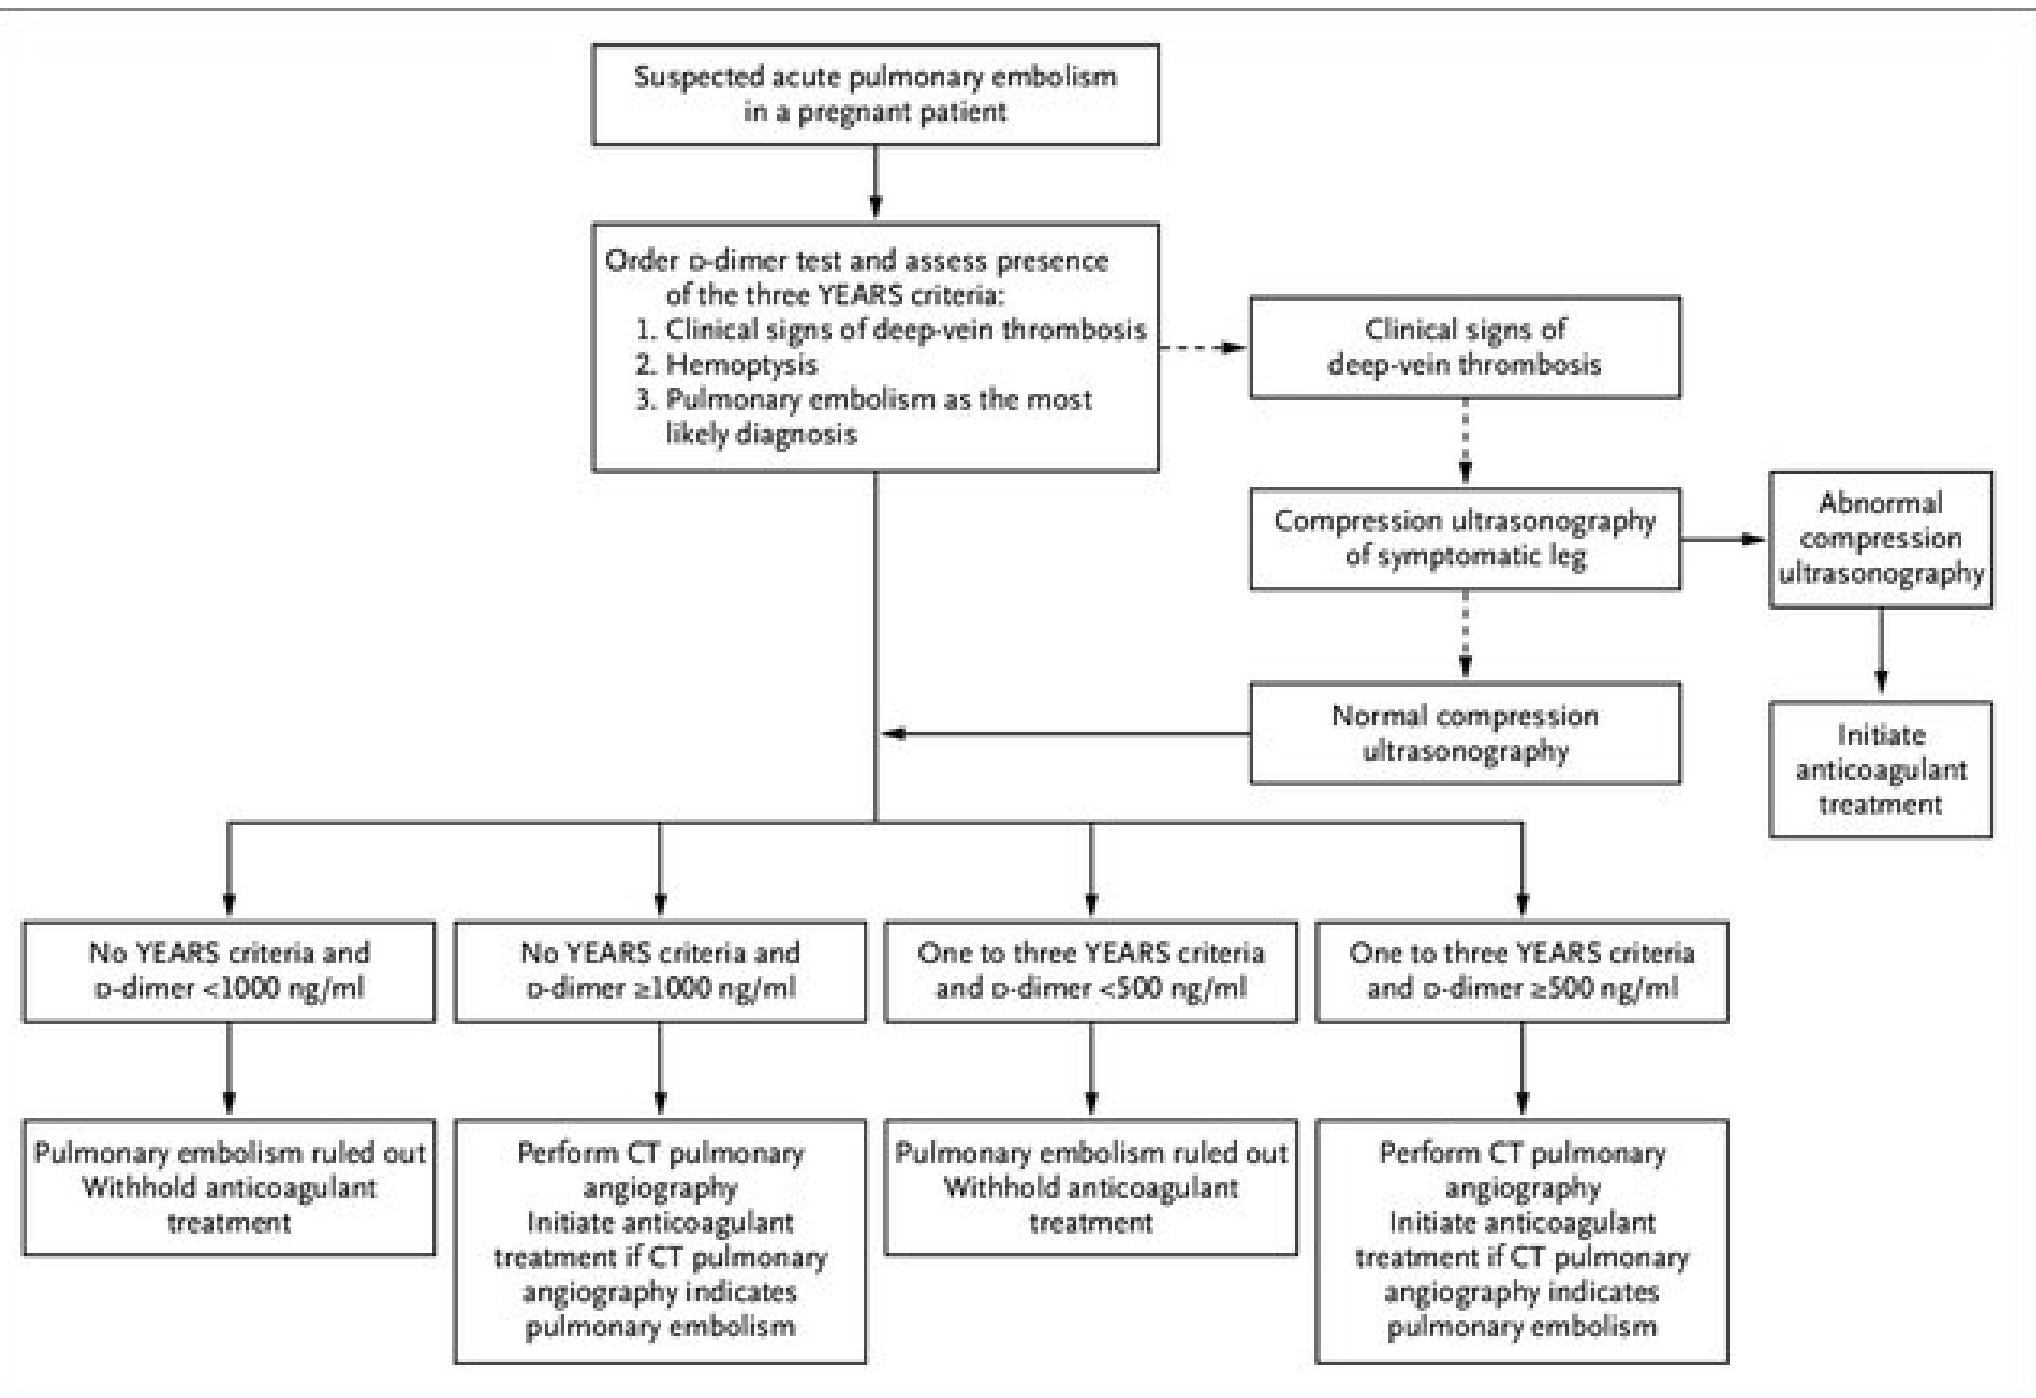 Suspected acute pulmonary embolism
in a pregnant patient
Order D-dimer test and assess presence
of the three YEARS criteria:
1. Clinical signs of deep-vein thrombosis
2. Hemoptysis
3. Pulmonary embolism as the most
likely diagnosis
Clinical signs of
deep-vein thrombosis
Compression ultrasonography
of symptomatic leg
Abnormal
compression
ultrasonography
Normal compression
ultrasonography
Initiate
anticoagulant
treatment
No YEARS criteria and
D-dimer <1000 ng/ml
No YEARS criteria and
D-dimer ≥1000 ng/ml
One to three YEARS criteria
and D-dimer <500 ng/ml
One to three YEARS criteria
and D-dimer ≥500 ng/ml
Pulmonary embolism ruled out
Withhold anticoagulant
treatment
Perform CT pulmonary
angiography
Initiate anticoagulant
treatment if CT pulmonary
angiography indicates
pulmonary embolism
Pulmonary embolism ruled out
Withhold anticoagulant
treatment
Perform CT pulmonary
angiography
Initiate anticoagulant
treatment if CT pulmonary
angiography indicates
pulmonary embolism